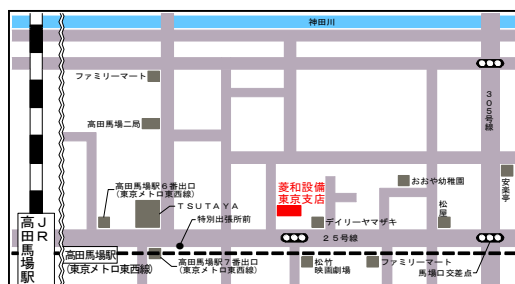 神田川
ファミリーマート
305号線
高田馬場二局
高田馬場駅6番出口
(東京メトロ東西線)
TSUTAYA
特別出張所前
菱和設備
東京支店
おおや幼稚園
安楽亭
デイリーヤマザキ
松屋
25号線
JR
高田馬場駅
高田馬場駅
(東京メトロ東西線)
高田馬場駅7番出口
(東京メトロ東西線)
松竹
映画劇場
ファミリーマート
馬場口交差点